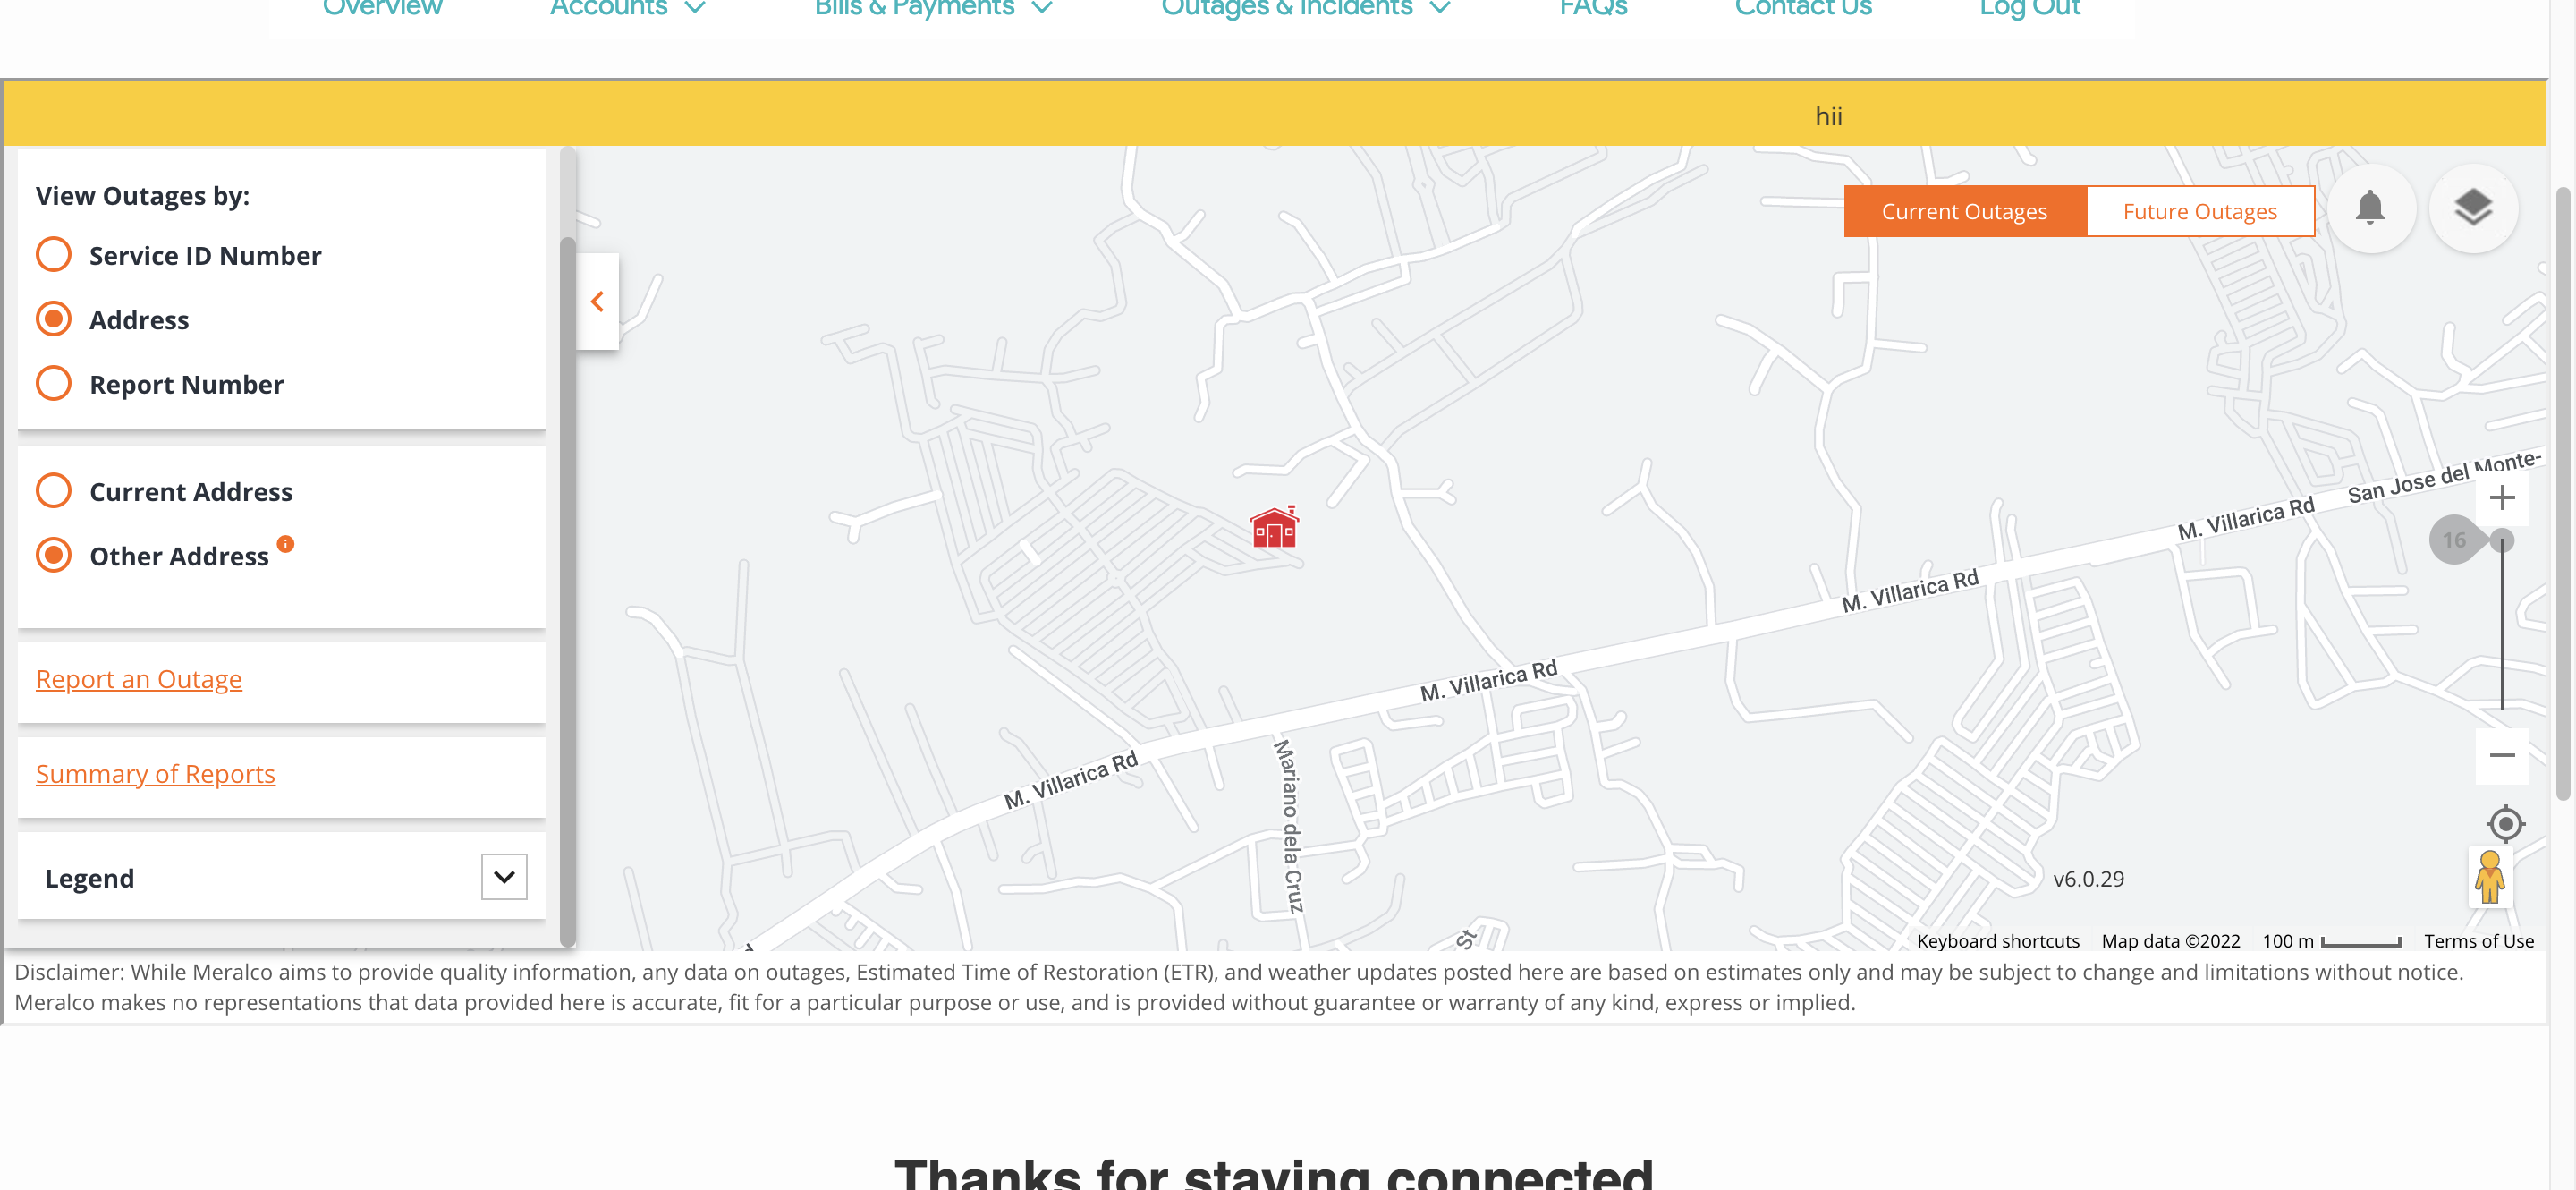 Overview Accounts Bills & Payments Outages & Incidents FAQs Contact Us Log Out
hii
View Outages by:
Service ID Number
Address
Report Number
Current Address
Other Address
Report an Outage
Summary of Reports
Legend
Current Outages Future Outages
San Jose del Monte-
M. Villarica Rd
16
M. Villarica Rd
M. Villarica Rd
M. Villarica Rd
Mariano dela Cruz
St
v6.0.29
Keyboard shortcuts Map data ©2022 100 m Terms of Use
Disclaimer: While Meralco aims to provide quality information, any data on outages, Estimated Time of Restoration (ETR), and weather updates posted here are based on estimates only and may be subject to change and limitations without notice.
Meralco makes no representations that data provided here is accurate, fit for a particular purpose or use, and is provided without guarantee or warranty of any kind, express or implied.
Thanks for staying connected